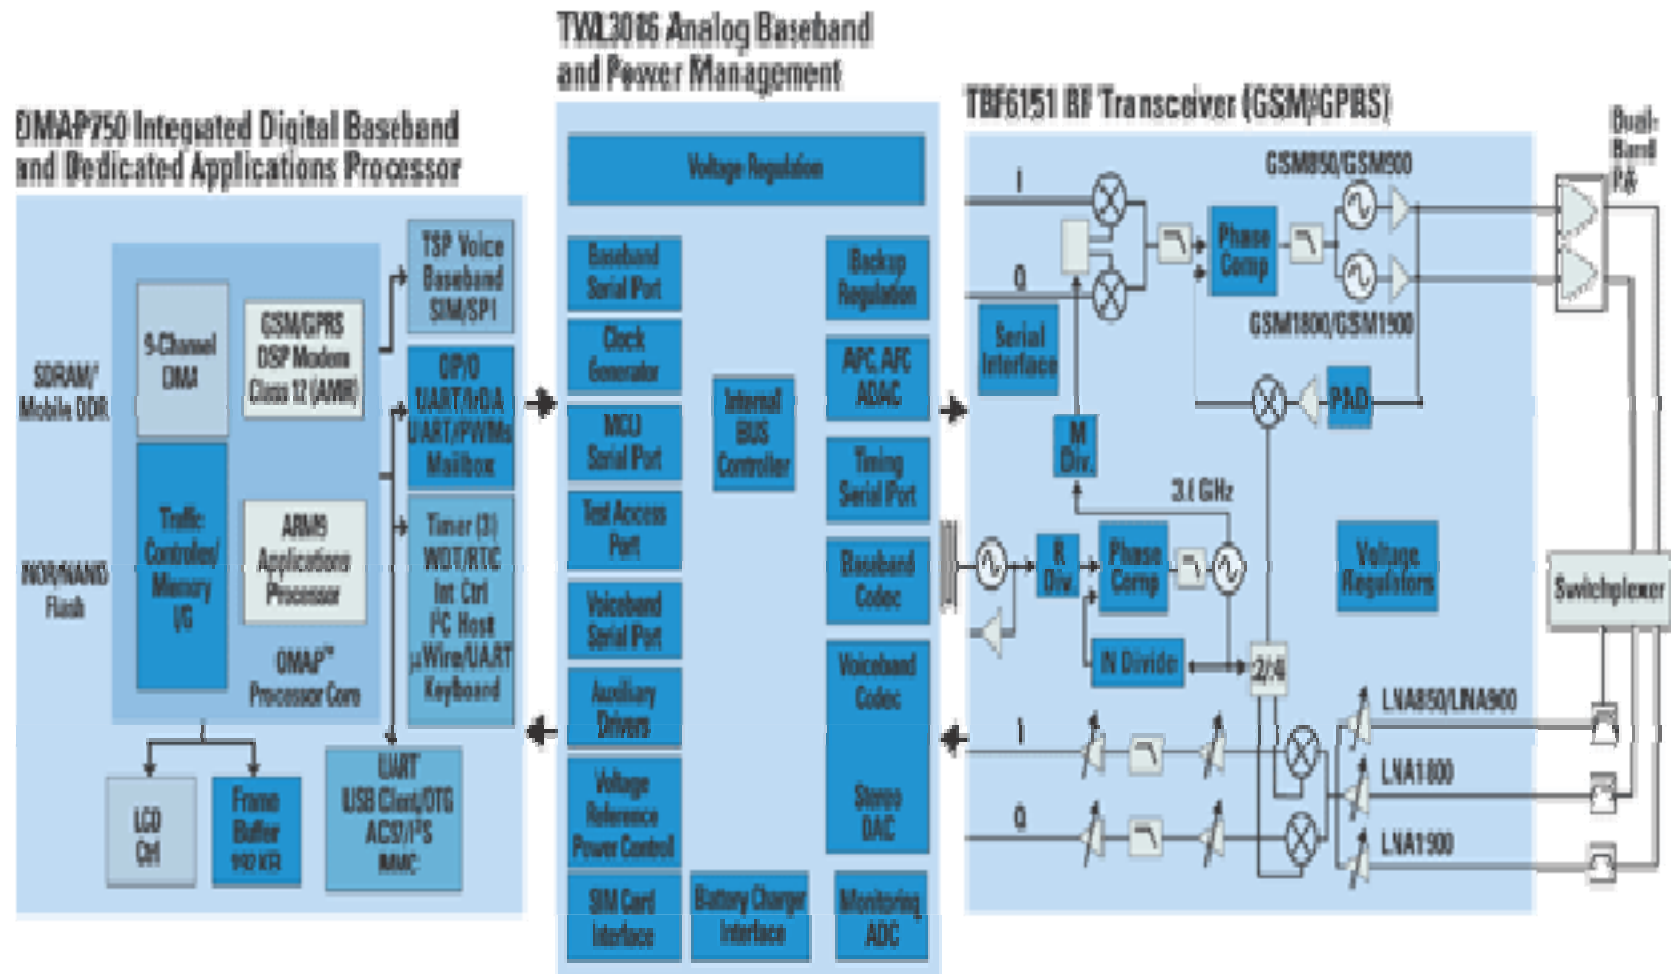 TWL3016 Analog Baseband
and Power Management
OMAP750 Integrated Digital Baseband
and Dedicated Applications Processor
TRF6151 RF Transceiver (GSM/GPRS)
Dual-
Band
PA
SDRAM/
Mobile DDR
NOR/NAND
Flash
9-Channel
DMA
GSM/GPRS
DSP Modem
Class 12 (AMR)
Traffic
Controller/
Memory
I/G
ARM9
Applications
Processor
OMAP™
Processor Core
TSP Voice
Baseband
SIM/SPI
UART/IrDA
UART/PWMs
Mailbox
Timer (3)
WDT/RTC
Int Ctrl
I²C Host
µWire/UART
Keyboard
LCD
Ctrl
Frame
Buffer
192 KB
UART
USB Client/OTG
I²S
MMC
Voltage Regulation
Baseband
Serial Port
Clock
Generator
MCU
Serial Port
Test Access
Port
Voiceband
Serial Port
Auxiliary
Drivers
Voltage
Reference
Power Control
SIM Card
Interface
Internal
BUS
Controller
Battery Charger
Interface
Backup
Regulation
APC, AFC
ADAC
Timing
Serial Port
Baseband
Codec
Voiceband
Codec
Stereo
DAC
Monitoring
ADC
I
Q
Serial
Interface
Phase
Comp
GSM850/GSM900
GSM1800/GSM1900
PAD
M
Div.
R
Div.
Phase
Comp
N Divider
2/4
Voltage
Regulators
I
Q
LNA850/LNA900
LNA1800
LNA1900
Switchplexer